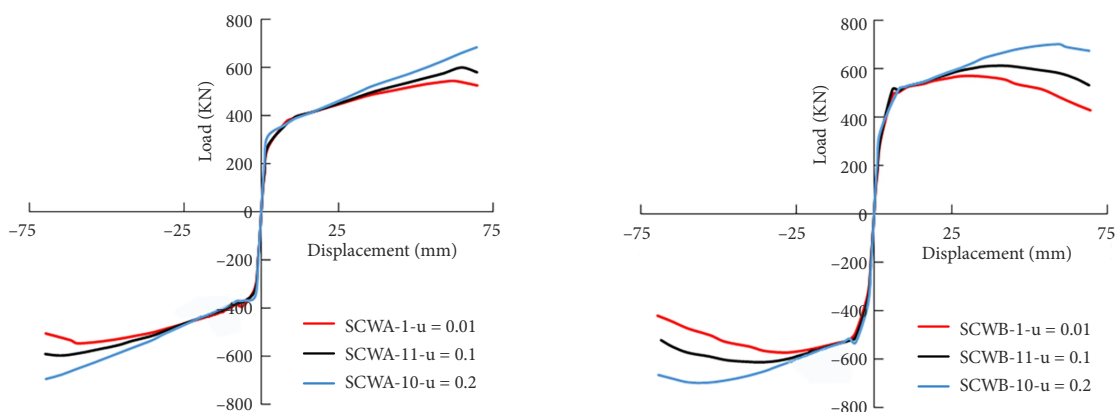 800
600
400
200
0
−200
−400
−600
−800
Load (KN)
−75
−25
25
75
Displacement (mm)
SCWA-1-u = 0.01
SCWA-11-u = 0.1
SCWA-10-u = 0.2
800
600
400
200
0
−200
−400
−600
−800
Load (KN)
−75
−25
25
75
Displacement (mm)
SCWB-1-u = 0.01
SCWB-11-u = 0.1
SCWB-10-u = 0.2